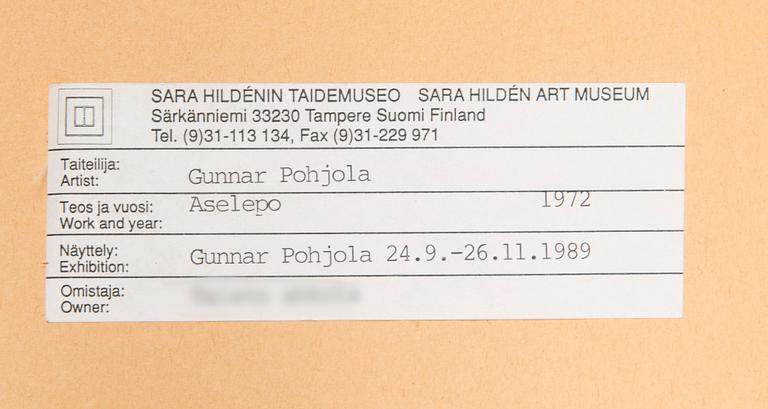 SARA HILDÉNIN TAIDEMUSEO SARA HILDÉN ART MUSEUM
Särkänniemi 33230 Tampere Suomi Finland
Tel. (9)31-113 134, Fax (9)31-229 971
Taiteilija:
Artist: Gunnar Pohjola
Teos ja vuosi: Aselepo 1972
Work and year:
Näyttely:
Exhibition: Gunnar Pohjola 24.9.-26.11.1989
Omistaja:
Owner: